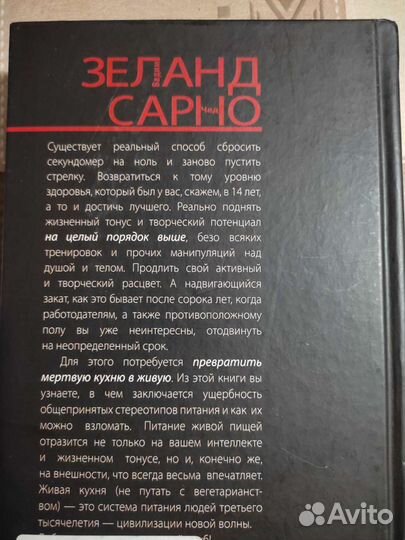 ЗЕЛАНД
Вадим
САРНО
Чед
Существует реальный способ сбросить
секундомер на ноль и заново пустить
стрелку. Возвратиться к тому уровню
здоровья, который был у вас, скажем, в 14 лет,
а то и достичь лучшего. Реально поднять
жизненный тонус и творческий потенциал
на целый порядок выше, безо всяких
тренировок и прочих манипуляций над
душой и телом. Продлить свой активный
и творческий расцвет. А надвигающийся
закат, как это бывает после сорока лет, когда
работодателям, а также противоположному
полу вы уже неинтересны, отодвинуть
на неопределенный срок.
Для этого потребуется превратить
мертвую кухню в живую. Из этой книги вы
узнаете, в чем заключается ущербность
общепринятых стереотипов питания и как их
можно взломать. Питание живой пищей
отразится не только на вашем интеллекте
и жизненном тонусе, но и, конечно же,
на внешности, что всегда весьма впечатляет.
Живая кухня (не путать с вегетарианст-
вом) — это система питания людей третьего
тысячелетия — цивилизации новой волны.
Avito